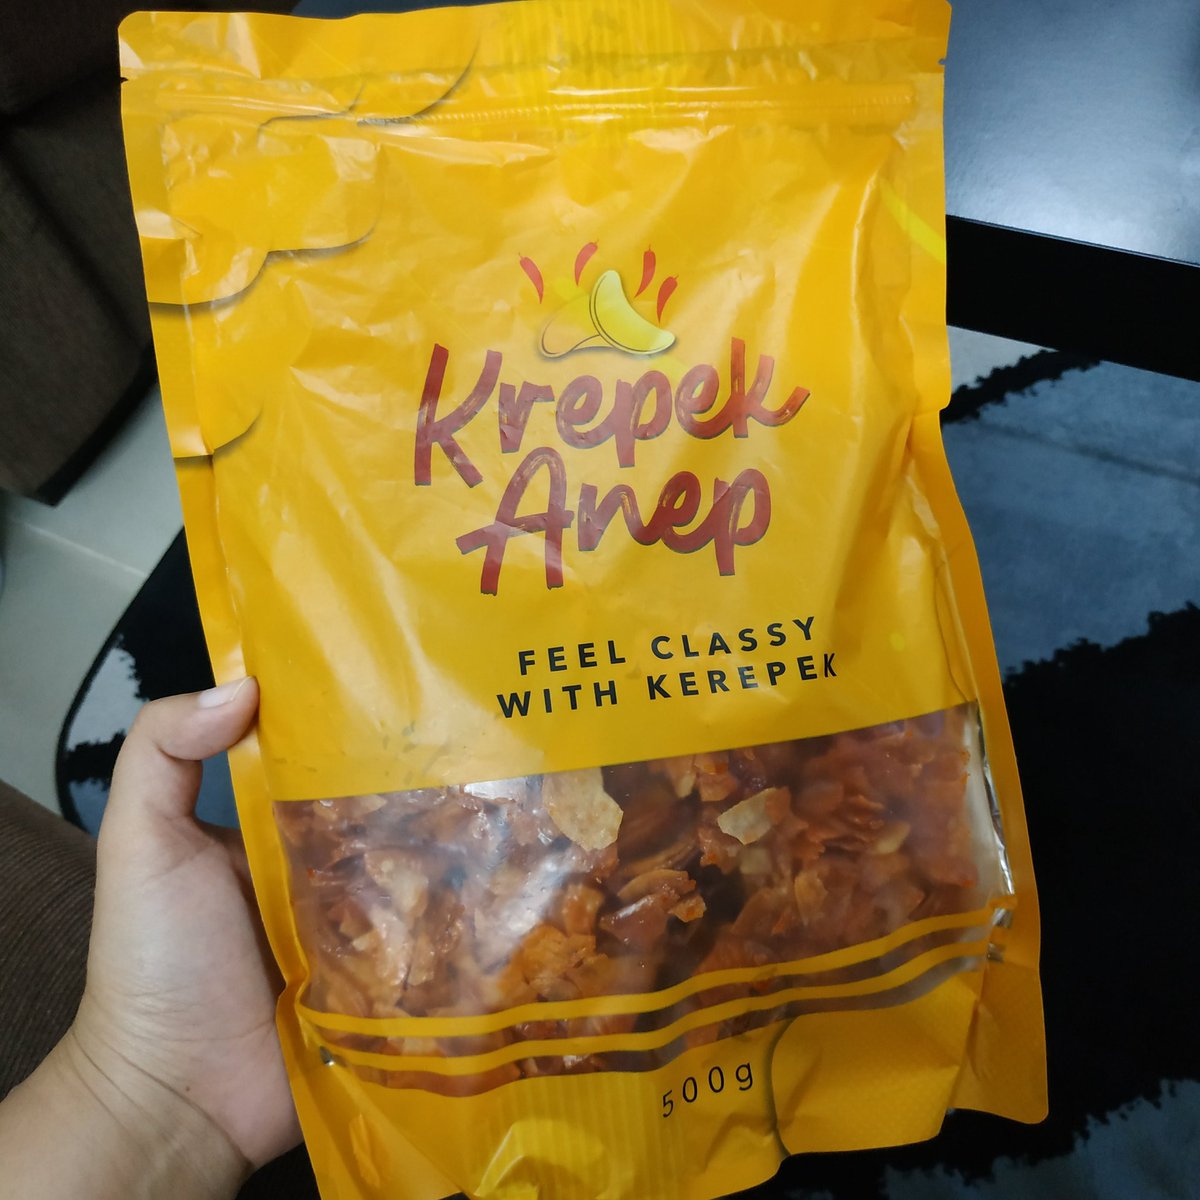 Krepek
Anep
FEEL CLASSY
WITH KEREPEK
500g